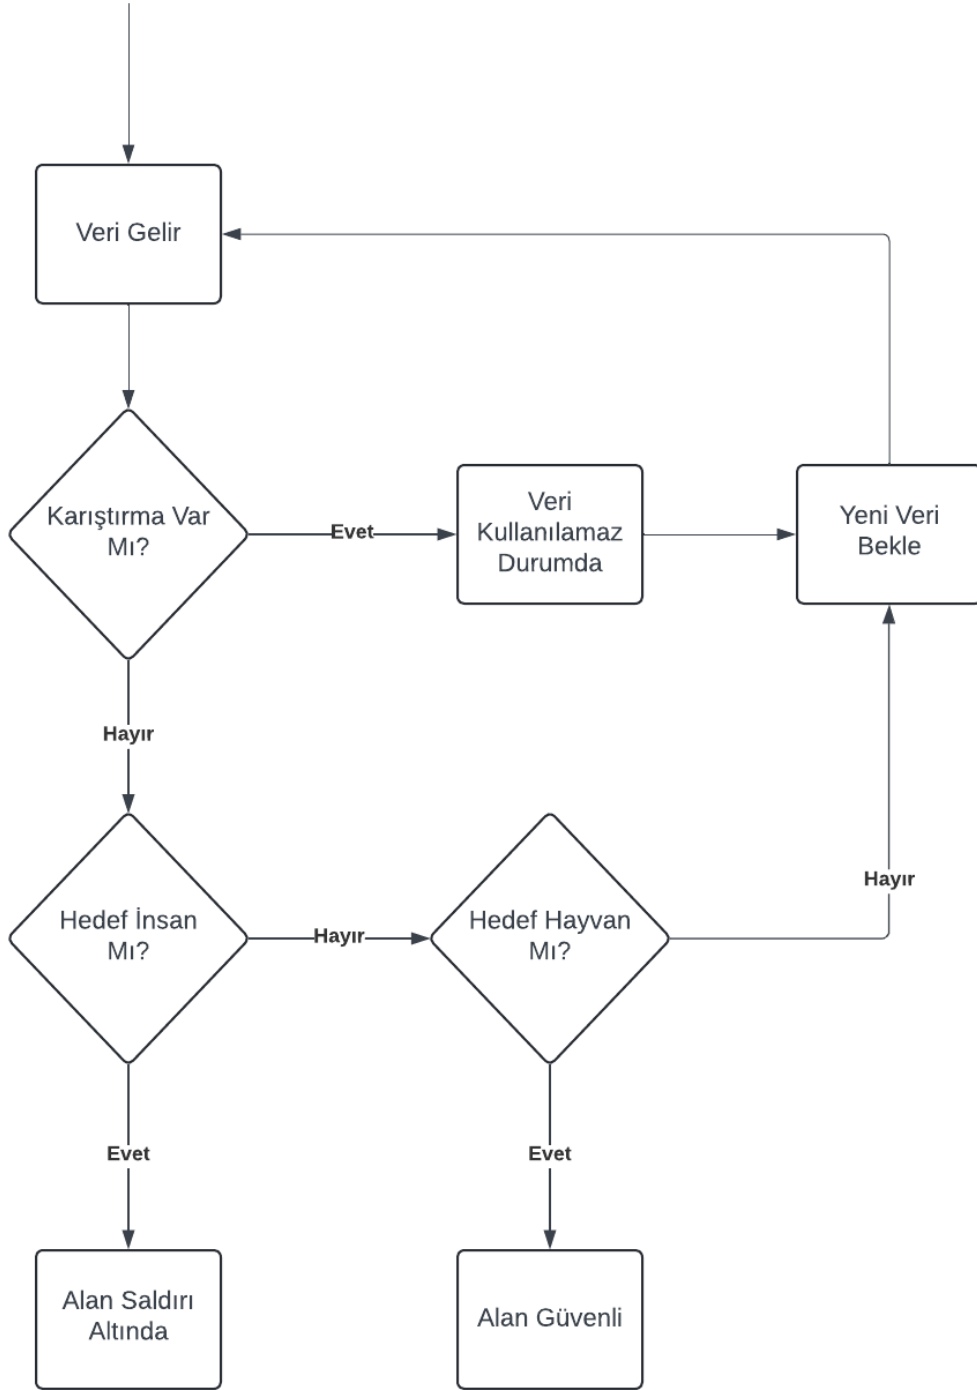 Veri Gelir
Karıştırma Var
Mı?
Evet
Veri
Kullanılamaz
Durumda
Yeni Veri
Bekle
Hayır
Hedef İnsan
Mı?
Hayır
Hedef Hayvan
Mı?
Hayır
Evet
Evet
Alan Saldırı
Altında
Alan Güvenli